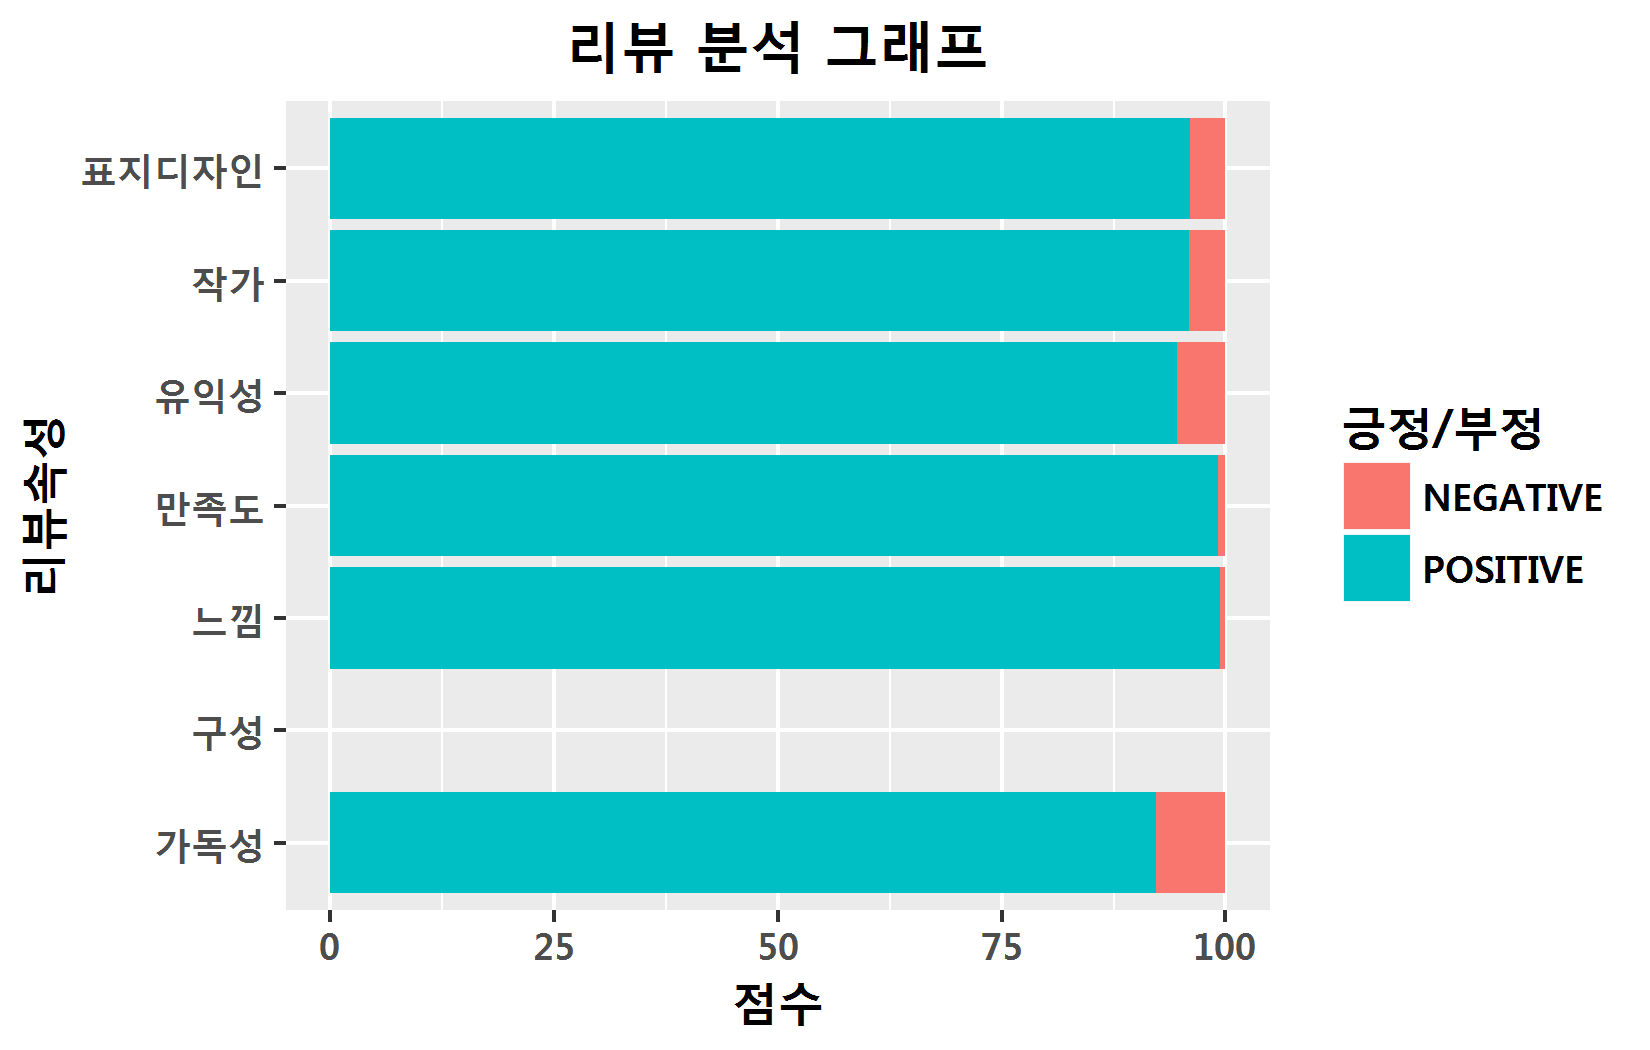 리뷰 분석 그래프
리뷰속성
표지디자인
작가
유익성
만족도
느낌
구성
가독성
0 25 50 75 100
점수
긍정/부정
NEGATIVE
POSITIVE